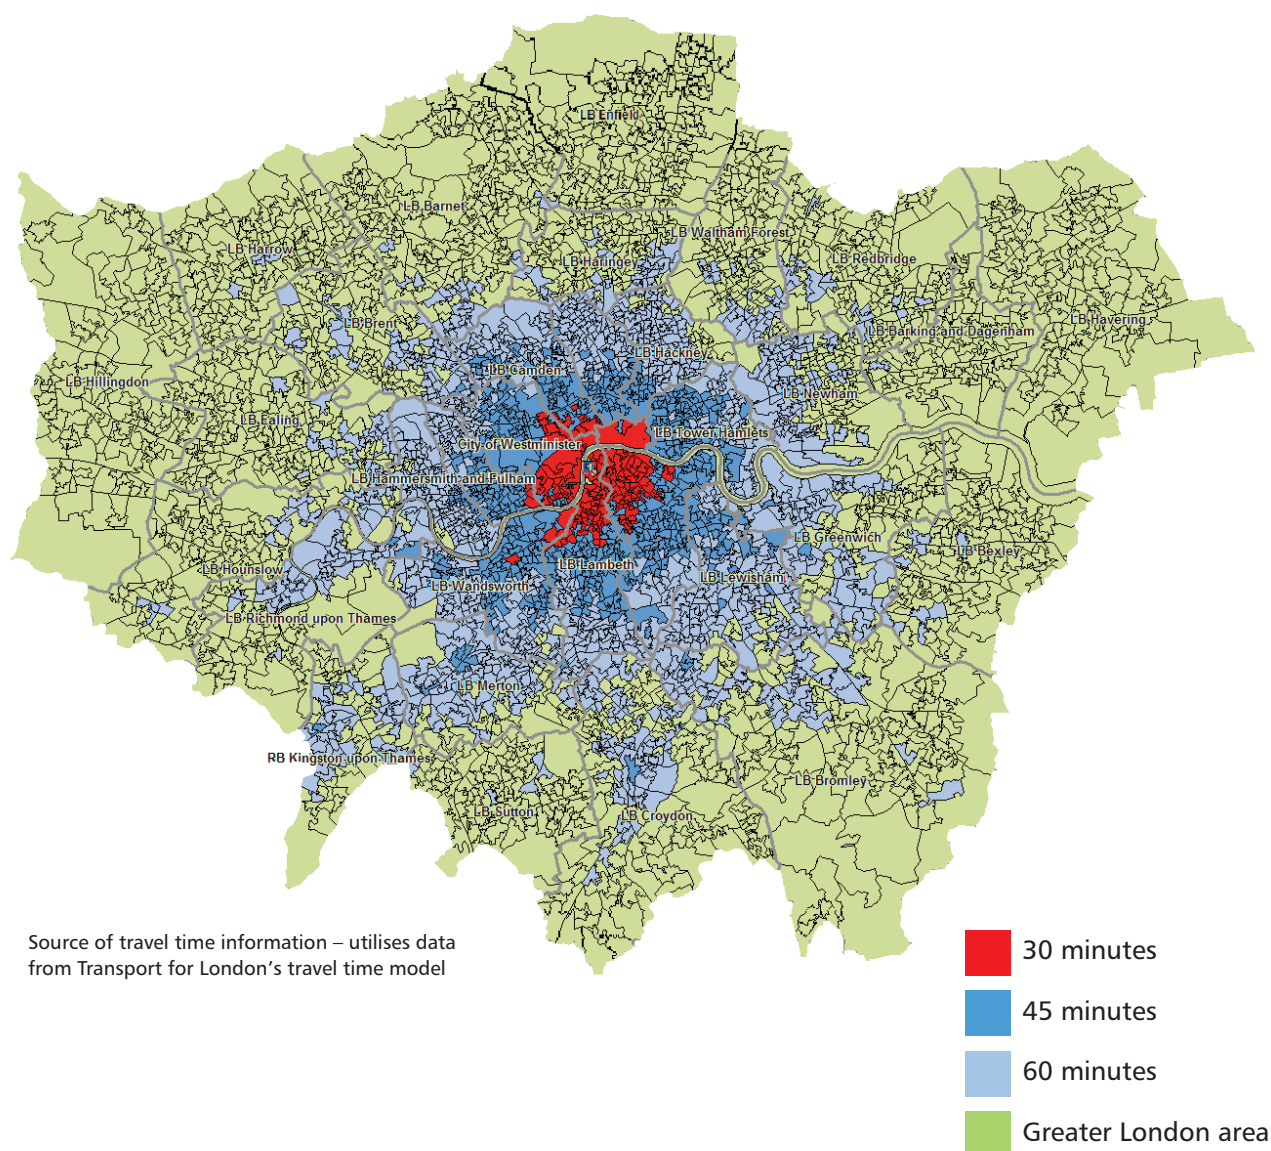 LB Enfield
LB Barnet
LB Waltham Forest
LB Harrow
LB Haringey
LB Redbridge
LB Brent
LB Barking and Dagenham
LB Havering
LB Hackney
LB Camden
LB Hillingdon
LB Newham
LB Ealing
LB Tower Hamlets
City of Westminister
LB Hammersmith and Fulham
LB Greenwich
LB Bexley
LB Hounslow
LB Lambeth
LB Wandsworth
LB Lewisham
LB Richmond upon Thames
LB Merton
RB Kingston upon Thames
LB Bromley
LB Sutton
LB Croydon
Source of travel time information – utilises data
from Transport for London’s travel time model
30 minutes
45 minutes
60 minutes
Greater London area